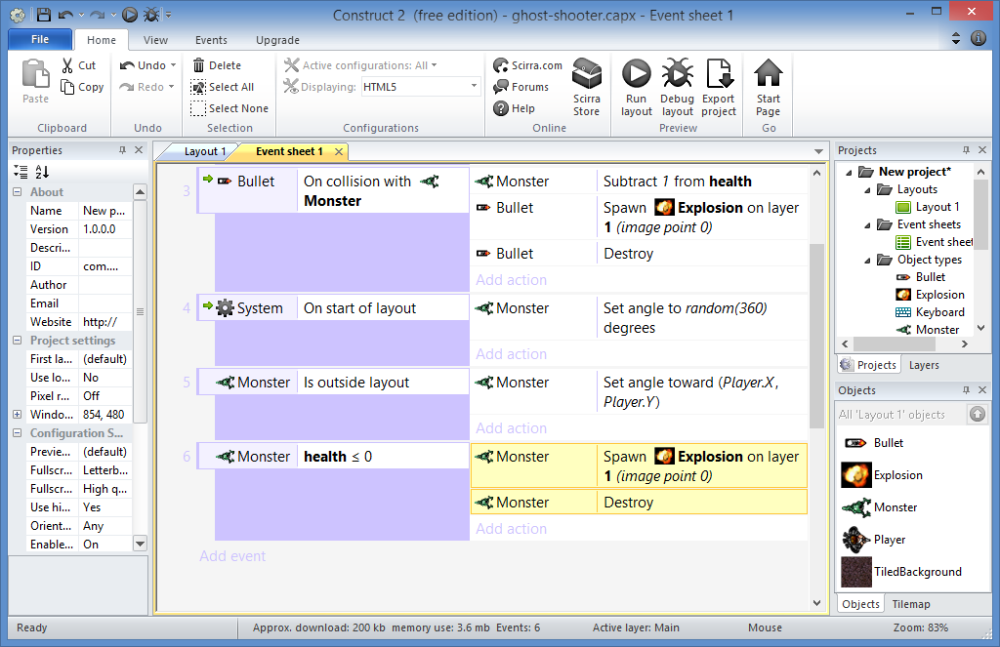 Construct 2 (free edition) - ghost-shooter.capx - Event sheet 1
File
Home
View
Events
Upgrade
Paste
Cut
Copy
Clipboard
Undo
Redo
Undo
Delete
Select All
Select None
Selection
Active configurations: All
Displaying: HTML5
Configurations
Scirra.com
Forums
Help
Scirra
Store
Online
Run
layout
Debug
layout
Export
project
Preview
Start
Page
Go
Properties
About
Name New p...
Version 1.0.0.0
Descri...
ID com....
Author
Email
Website http://
Project settings
First la... (default)
Use lo... No
Pixel r... Off
Windo... 854, 480
Configuration S...
Previe... (default)
Fullscr... Letterb...
Fullscr... High q...
Use hi... Yes
Orient... Any
Enable... On
Layout 1
Event sheet 1
3 Bullet On collision with
Monster
Monster Subtract 1 from health
Bullet Spawn Explosion on layer
1 (image point 0)
Bullet Destroy
Add action
4 System On start of layout
Monster Set angle to random(360)
degrees
Add action
5 Monster Is outside layout
Monster Set angle toward (Player.X,
Player.Y)
Add action
6 Monster health ≤ 0
Monster Spawn Explosion on layer
1 (image point 0)
Monster Destroy
Add action
Add event
Projects
New project*
Layouts
Layout 1
Event sheets
Event sheet
Object types
Bullet
Explosion
Keyboard
Monster
Projects
Layers
Objects
All 'Layout 1' objects
Bullet
Explosion
Monster
Player
TiledBackground
Objects
Tilemap
Ready
Approx. download: 200 kb memory use: 3.6 mb Events: 6
Active layer: Main
Mouse
Zoom: 83%